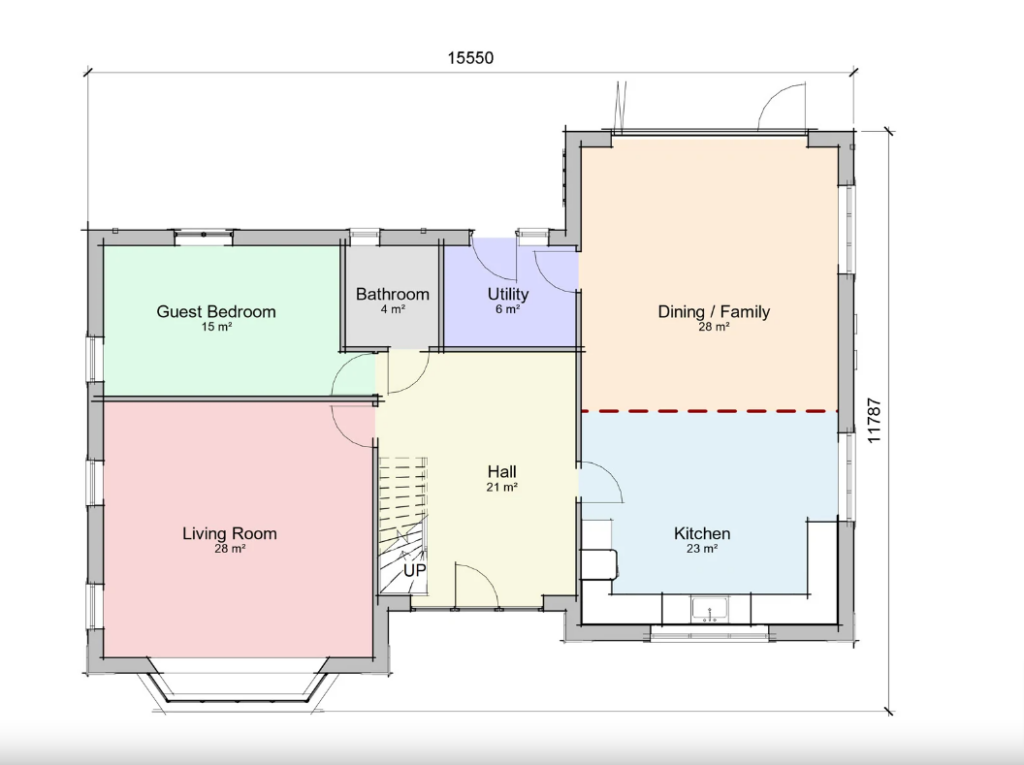 15550
Guest Bedroom
15 m²
Bathroom
4 m²
Utility
6 m²
Dining / Family
28 m²
11787
Hall
21 m²
Living Room
28 m²
Kitchen
23 m²
UP